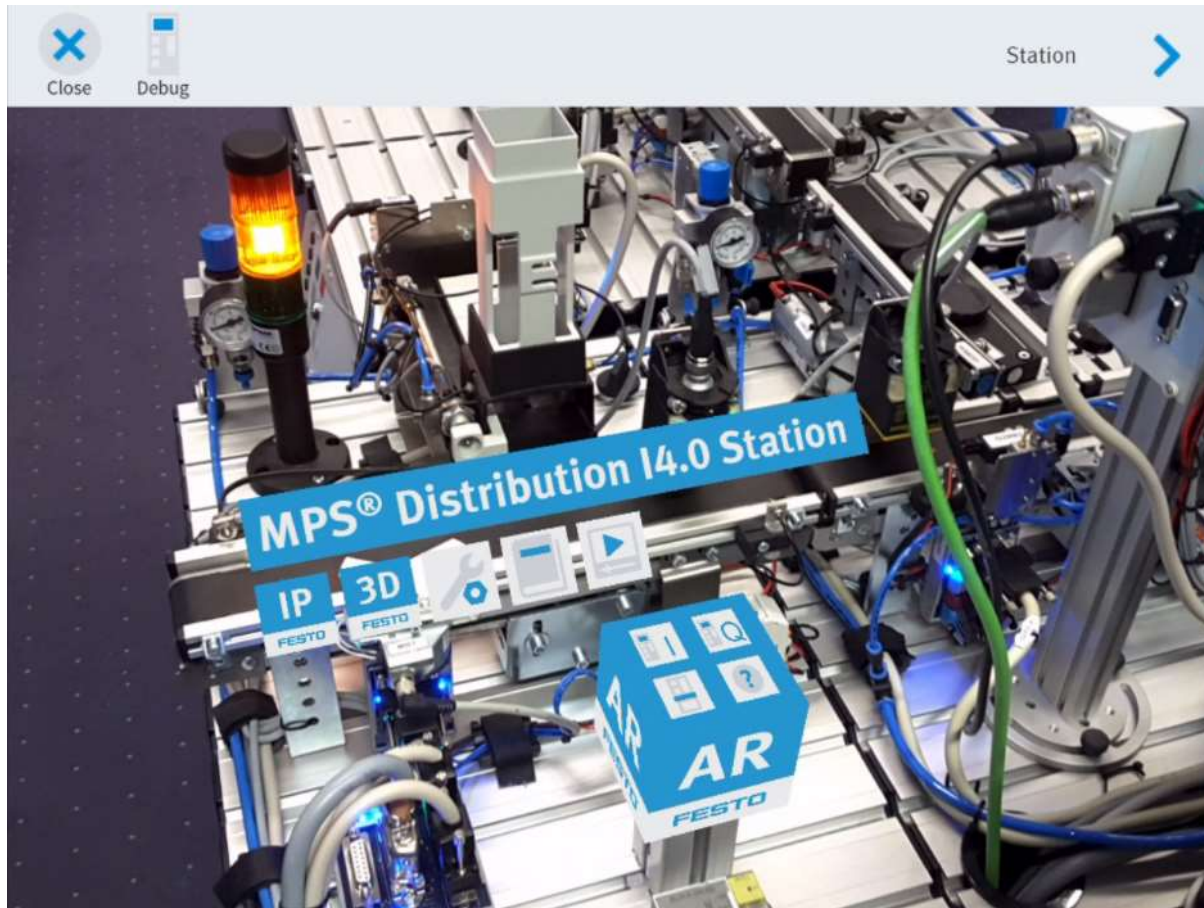 Close
Debug
Station
MPS® Distribution I4.0 Station
IP
FESTO
3D
FESTO
I
Q
?
AR
AR
FESTO
FESTO